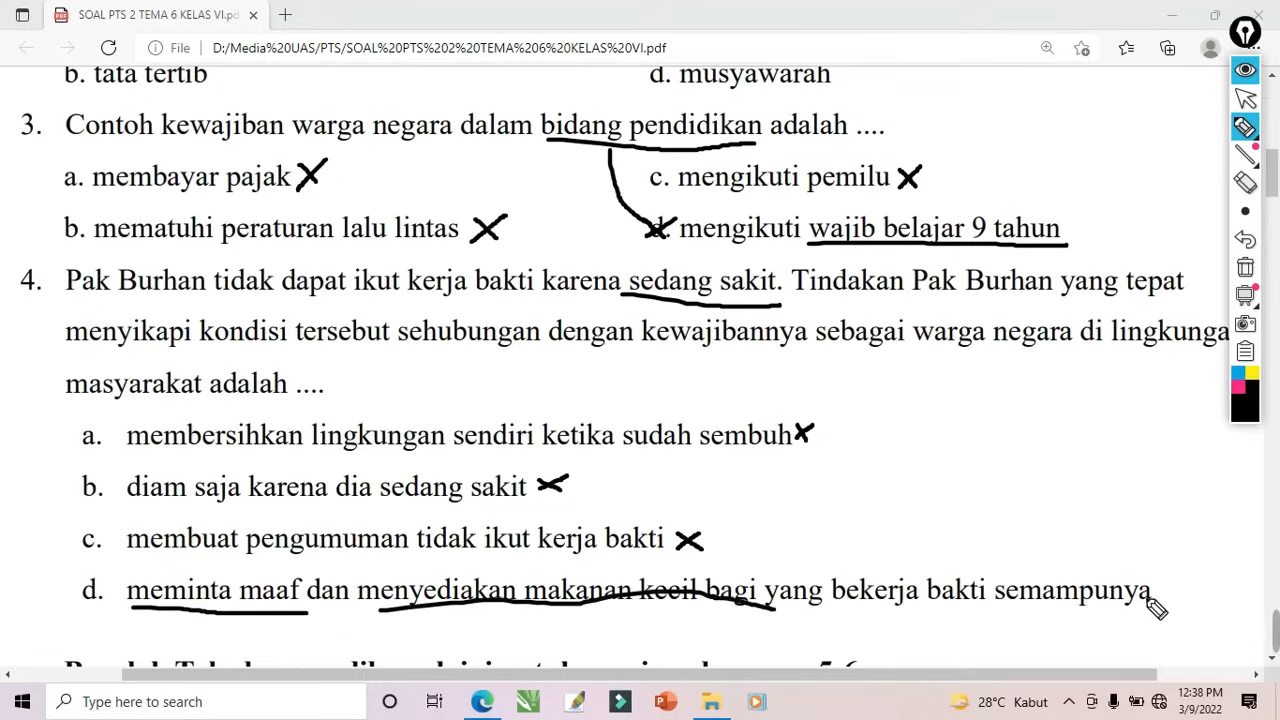 SOAL PTS 2 TEMA 6 KELAS VI.pdf
File D:/Media%20UAS/PTS/SOAL%20PTS%202%20TEMA%206%20KELAS%20VI.pdf
b. tata tertib d. musyawarah
3. Contoh kewajiban warga negara dalam bidang pendidikan adalah ....
a. membayar pajak c. mengikuti pemilu
b. mematuhi peraturan lalu lintas d. mengikuti wajib belajar 9 tahun
4. Pak Burhan tidak dapat ikut kerja bakti karena sedang sakit. Tindakan Pak Burhan yang tepat
menyikapi kondisi tersebut sehubungan dengan kewajibannya sebagai warga negara di lingkunga
masyarakat adalah ....
a. membersihkan lingkungan sendiri ketika sudah sembuh
b. diam saja karena dia sedang sakit
c. membuat pengumuman tidak ikut kerja bakti
d. meminta maaf dan menyediakan makanan kecil bagi yang bekerja bakti semampunya
Type here to search
28°C Kabut
12:38 PM
3/9/2022